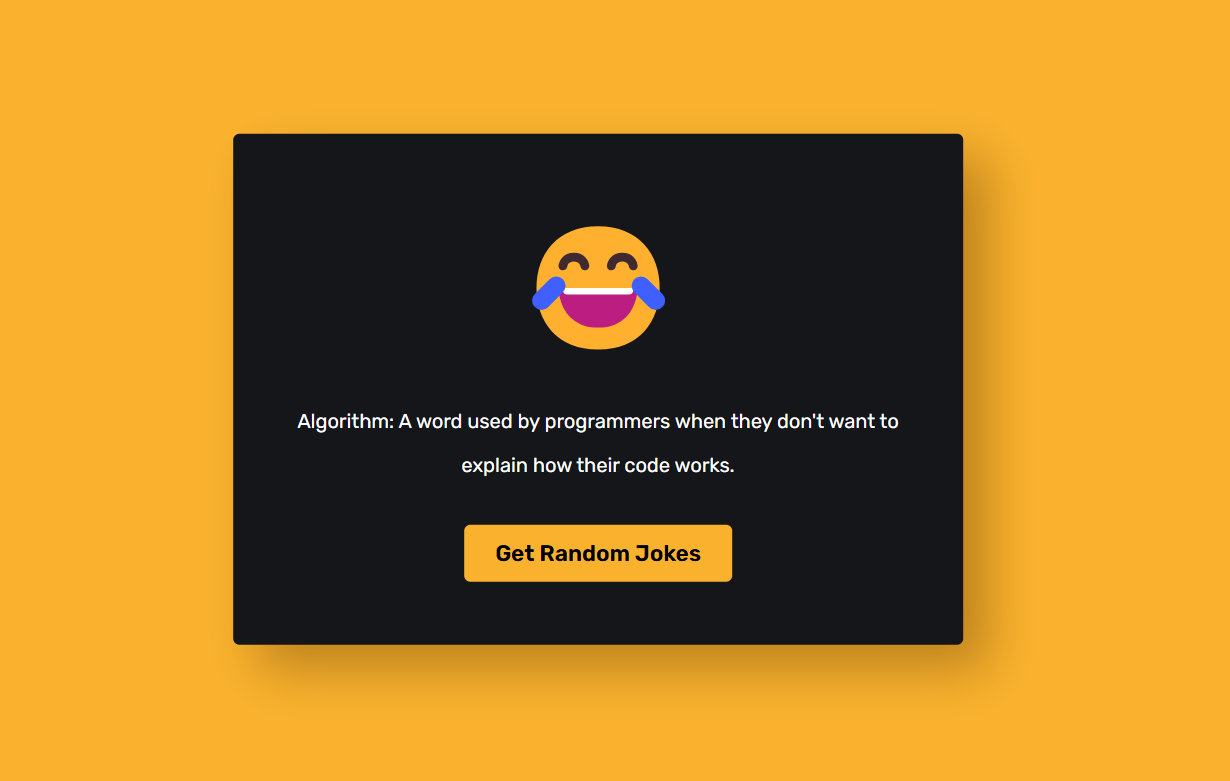 Algorithm: A word used by programmers when they don't want to
explain how their code works.
Get Random Jokes